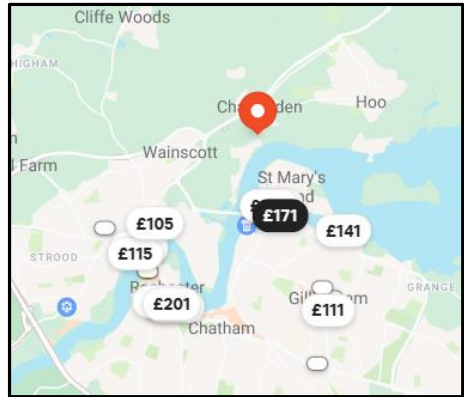 Cliffe Woods
HIGHAM
Hoo
Wainscott
Farm
St Mary's
£171
£105
£141
£115
STROOD
GRANGE
£201
£111
Chatham